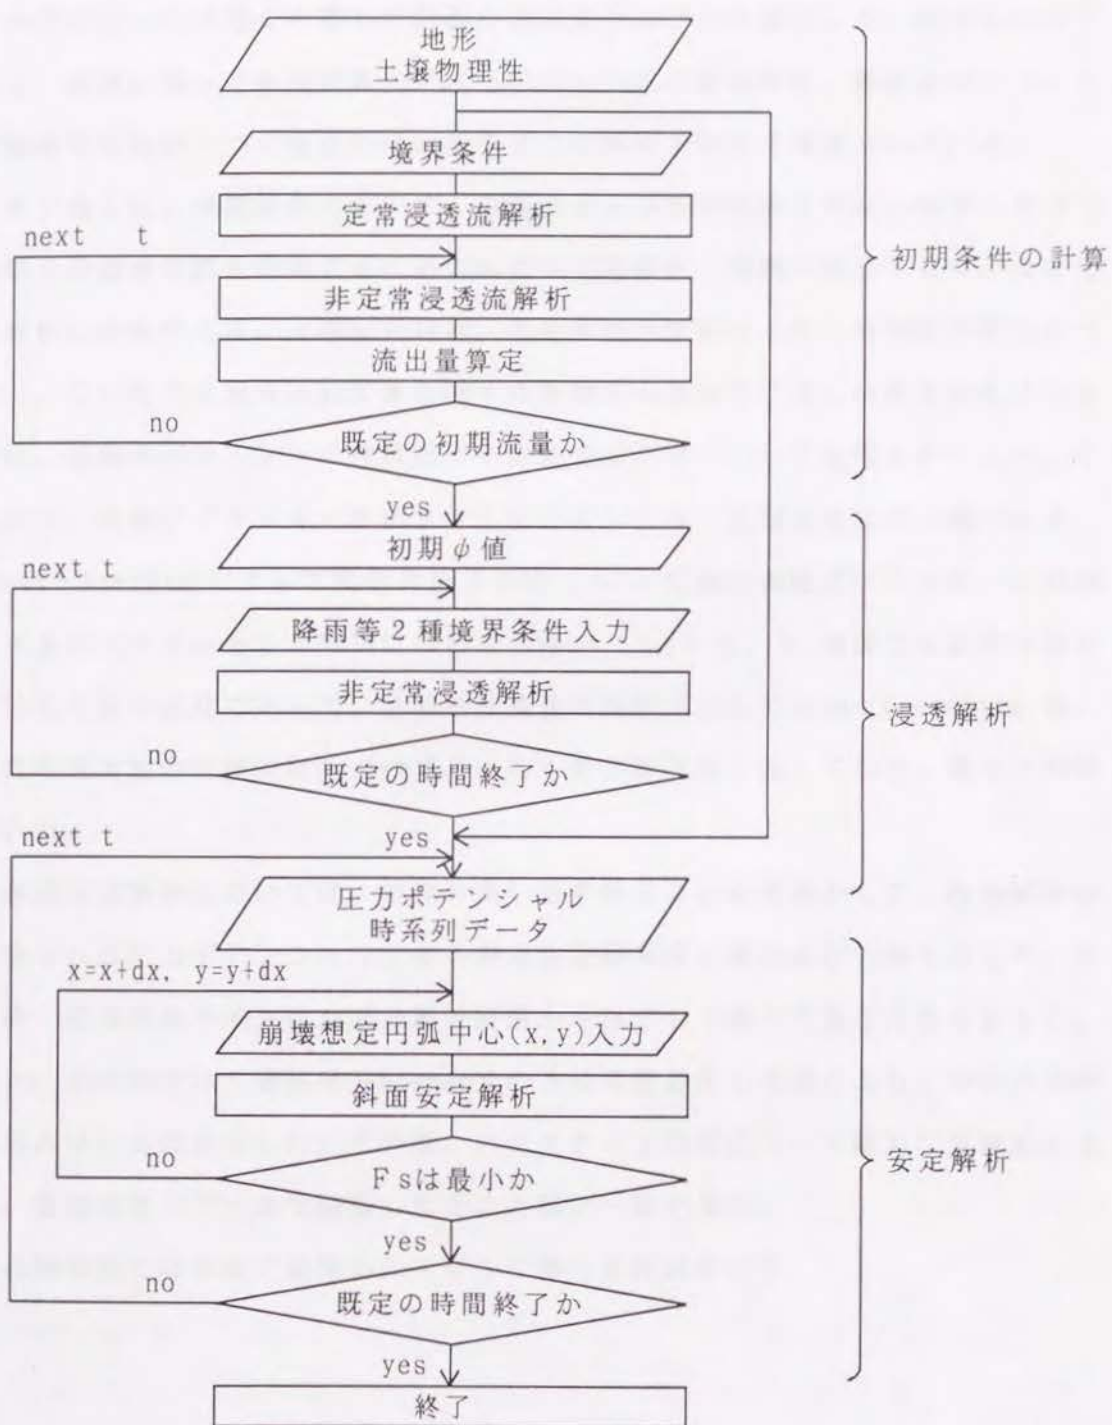 地形
土壌物理性
境界条件
定常浸透流解析
next t
非定常浸透流解析
初期条件の計算
流出量算定
no
既定の初期流量か
yes
初期φ値
next t
降雨等2種境界条件入力
非定常浸透解析
浸透解析
no
既定の時間終了か
yes
next t
圧力ポテンシャル
時系列データ
x=x+dx, y=y+dx
崩壊想定円弧中心(x,y)入力
斜面安定解析
no
Fsは最小か
安定解析
yes
no
既定の時間終了か
yes
終了